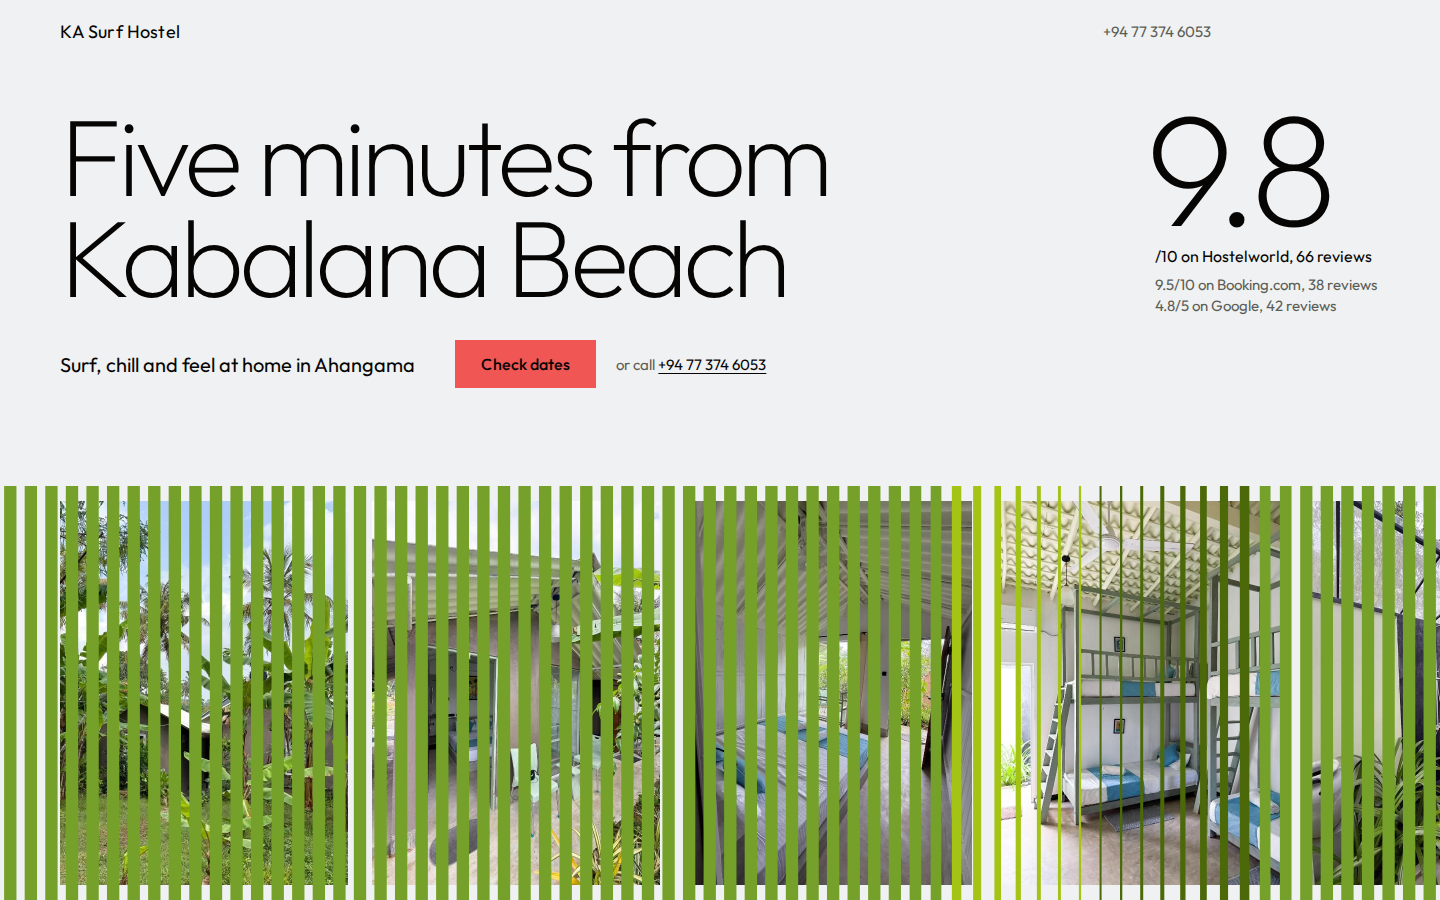 KA Surf Hostel
+94 77 374 6053
Five minutes from
Kabalana Beach
9.8
/10 on Hostelworld, 66 reviews
9.5/10 on Booking.com, 38 reviews
4.8/5 on Google, 42 reviews
Surf, chill and feel at home in Ahangama
Check dates
or call +94 77 374 6053